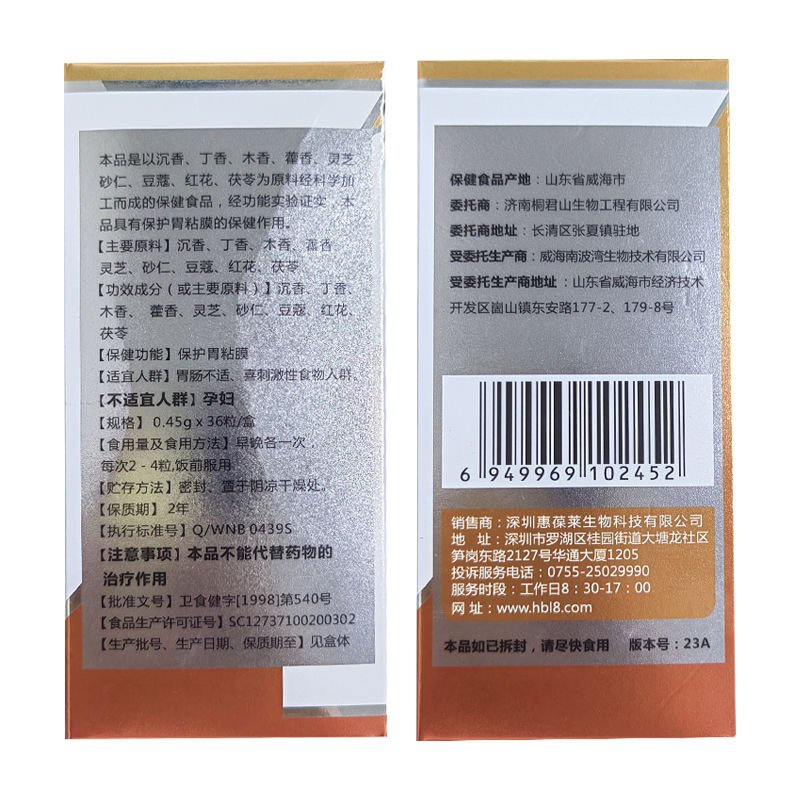 本品是以沉香、丁香、木香、藿香、灵芝
砂仁、豆蔻、红花、茯苓为原料经科学加
工而成的保健食品，经功能实验证实，本
品具有保护胃粘膜的保健作用。
【主要原料】沉香、丁香、木香、藿香、
灵芝、砂仁、豆蔻、红花、茯苓
【功效成分（或主要原料）】沉香、丁香、
木香、 藿香、灵芝、砂仁、豆蔻、红花、
茯苓
【保健功能】保护胃粘膜
【适宜人群】胃肠不适、喜刺激性食物人群。
【不适宜人群】孕妇
【规格】0.45g x 36粒/盒
【食用量及食用方法】早晚各一次，
每次2-4粒,饭前服用
【贮存方法】密封、置于阴凉干燥处。
【保质期】2年
【执行标准号】Q/WNB 0439S
【注意事项】本品不能代替药物的
治疗作用
【批准文号】卫食健字[1998]第540号
【食品生产许可证号】SC12737100200302
【生产批号、生产日期、保质期至】见盒体
保健食品产地：山东省威海市
委托商：济南桐君山生物工程有限公司
委托商地址：长清区张夏镇驻地
受委托生产商：威海南波湾生物技术有限公司
受委托生产商地址：山东省威海市经济技术
开发区崮山镇东安路177-2、179-8号
6 949969 102452
销售商：深圳惠葆莱生物科技有限公司
地 址：深圳市罗湖区桂园街道大塘龙社区
笋岗东路2127号华通大厦1205
投诉服务电话：0755-25029990
服务时段：工作日8：30-17：00
网 址：www.hbl8.com
本品如已拆封，请尽快食用 版本号：23A